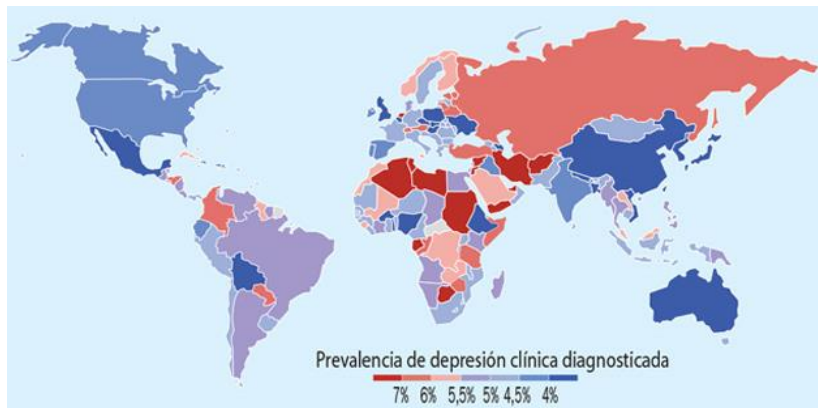 Prevalencia de depresión clínica diagnosticada
7% 6% 5,5% 5% 4,5% 4%